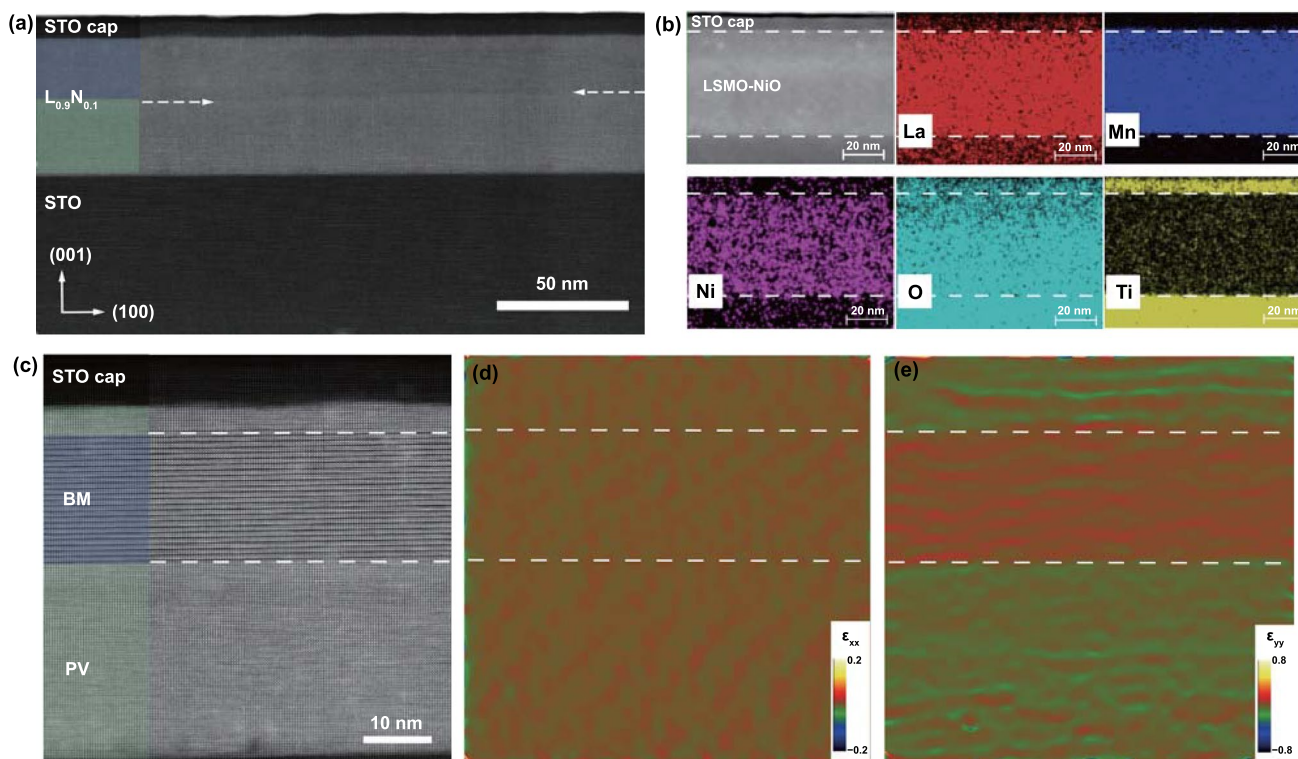 (a)
STO cap
L0.9N0.1
STO
(001)
(100)
50 nm
(b)
STO cap
LSMO-NiO
20 nm
La
20 nm
Mn
20 nm
Ni
20 nm
O
20 nm
Ti
20 nm
(c)
STO cap
BM
PV
10 nm
(d)
εxx
0.2
−0.2
(e)
εyy
0.8
−0.8